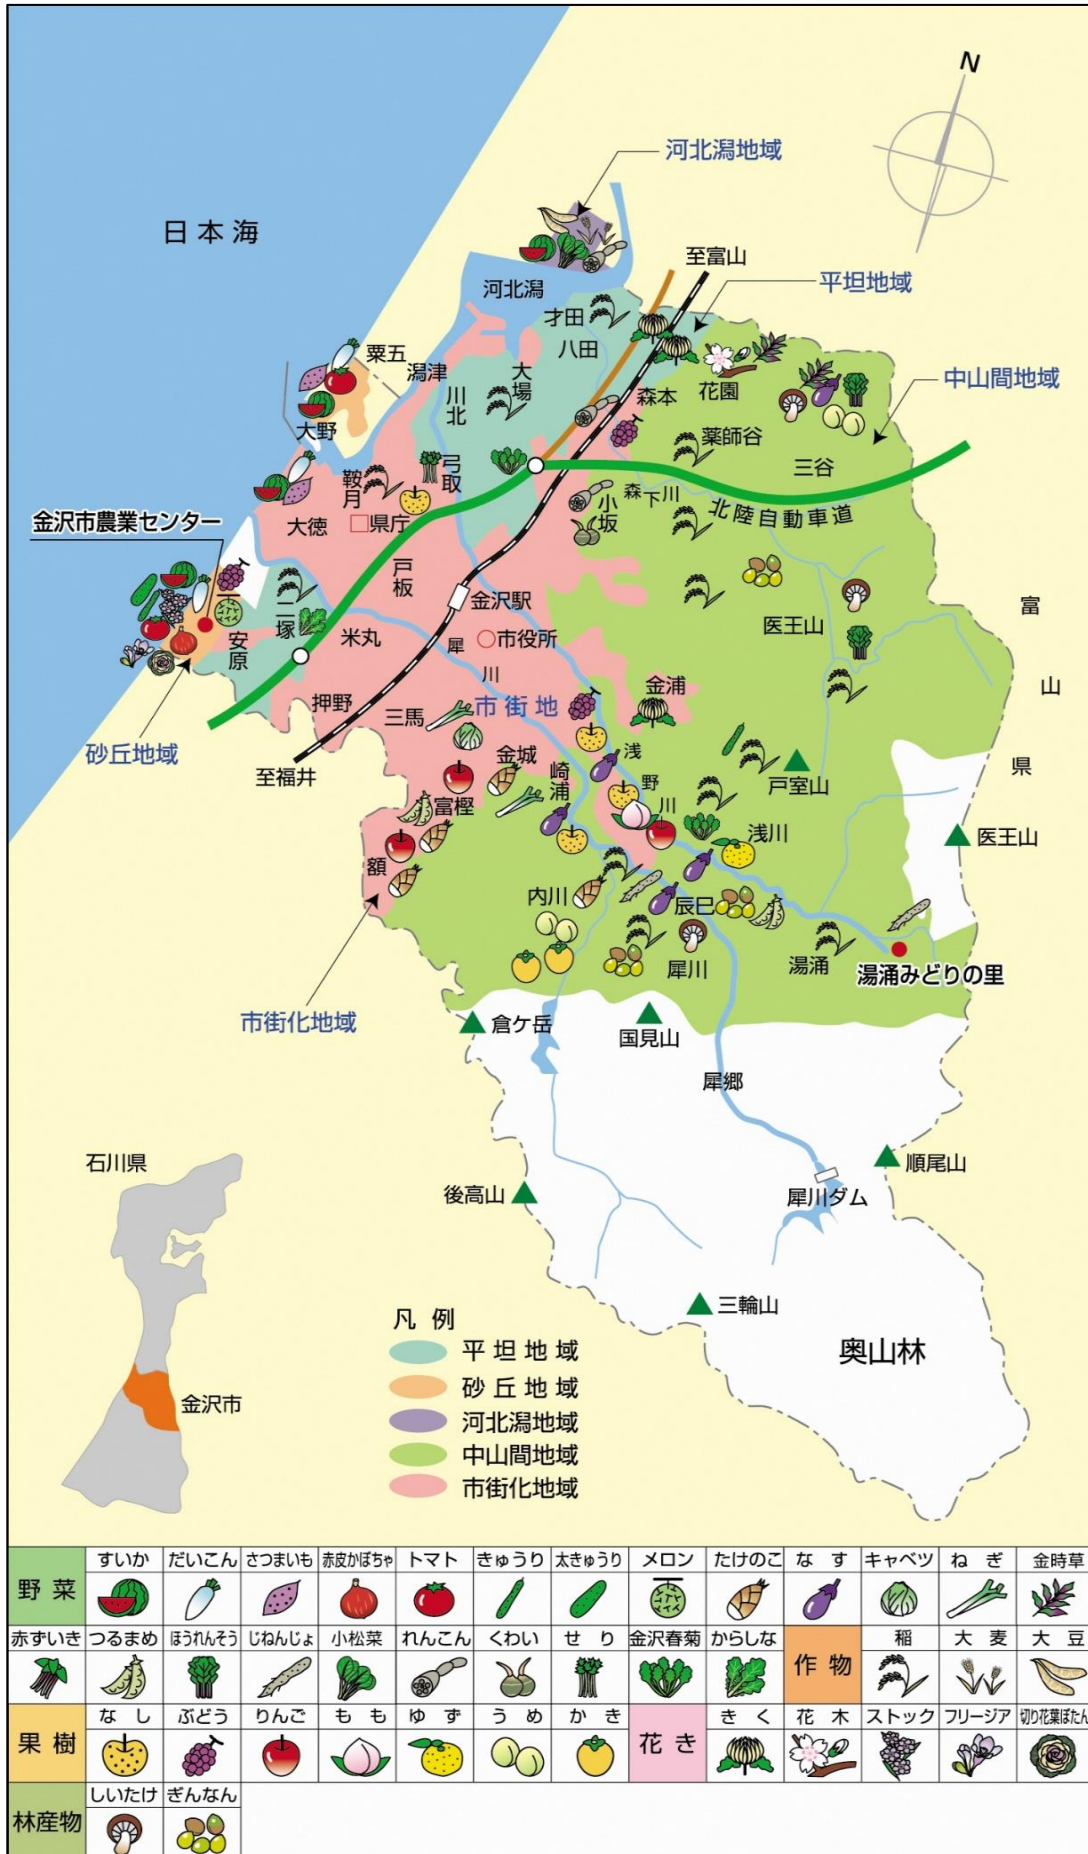 N
河北潟地域
日本海
至富山
平坦地域
河北潟
才田
八田
粟五
潟津
大場
川北
森本
花園
中山間地域
大野
薬師谷
三谷
弓取
鞍月
小坂
森下川
北陸自動車道
金沢市農業センター
大徳
県庁
戸板
金沢駅
二塚
安原
米丸
市役所
犀川
医王山
富山県
押野
三馬
市街地
金浦
砂丘地域
至福井
金城
崎浦
浅野川
戸室山
富樫
浅川
医王山
額
内川
辰巳
犀川
湯涌
湯涌みどりの里
市街化地域
倉ケ岳
国見山
犀郷
石川県
後高山
順尾山
犀川ダム
三輪山
奥山林
金沢市
凡例
平坦地域
砂丘地域
河北潟地域
中山間地域
市街化地域
野菜 すいか だいこん さつまいも 赤皮かぼちゃ トマト きゅうり 太きゅうり メロン たけのこ なす キャベツ ねぎ 金時草
赤ずいき つるまめ ほうれんそう じねんじょ 小松菜 れんこん くわい せり 金沢春菊 からしな 作物 稲 大麦 大豆
果樹 なし ぶどう りんご もも ゆず うめ かき 花き きく 花木 ストック フリージア 切り花葉ぼたん
林産物 しいたけ ぎんなん